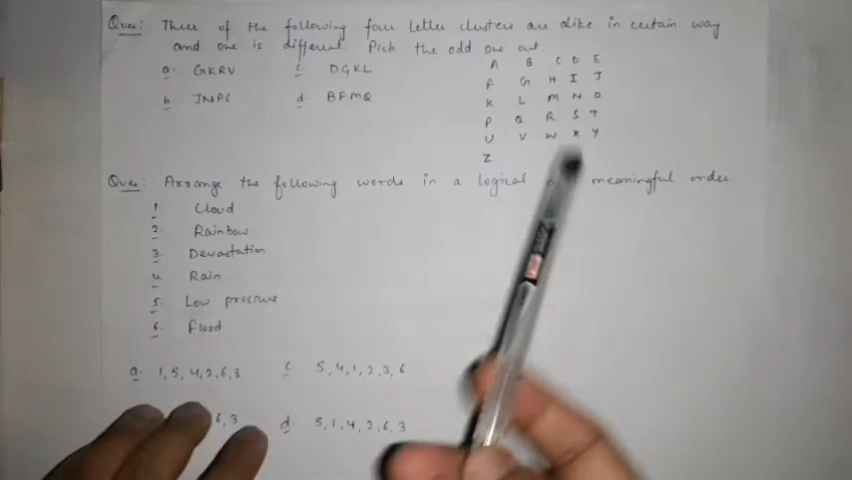 Ques: Three of the following four letter clusters are alike in certain way
and one is different. Pick the odd one out.
a. GKRV c. DGKL
b. JNPS d. BFMQ
A B C D E
F G H I J
K L M N O
P Q R S T
U V W X Y
Z
Ques: Arrange the following words in a logical meaningful order
1. Cloud
2. Rainbow
3. Devastation
4. Rain
5. Low pressure
6. Flood
a. 1, 5, 4, 2, 6, 3 c. 5, 4, 1, 2, 3, 6
6, 3 d. 5, 1, 4, 2, 6, 3